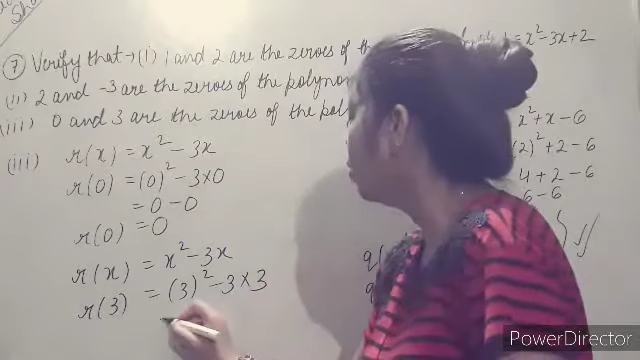 ⑦ Verify that → (i) 1 and 2 are the zeroes of the = x² - 3x + 2
(ii) 2 and -3 are the zeroes of the x² + x - 6
(iii) 0 and 3 are the zeroes of the (2)² + 2 - 6
(iii) r(x) = x² - 3x 4 + 2 - 6
r(0) = (0)² - 3×0 6 - 6
= 0 - 0
r(0) = 0
r(x) = x² - 3x
r(3) = (3)² - 3×3
POWERED BY
PowerDirector